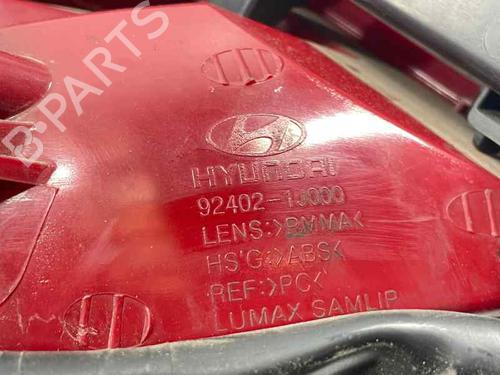 B-PARTS
HYUNDAI
92402-1J000
LENS:>PMMA<
HS'G:>ABS<
REF:>PC<
LUMAX SAMLIP